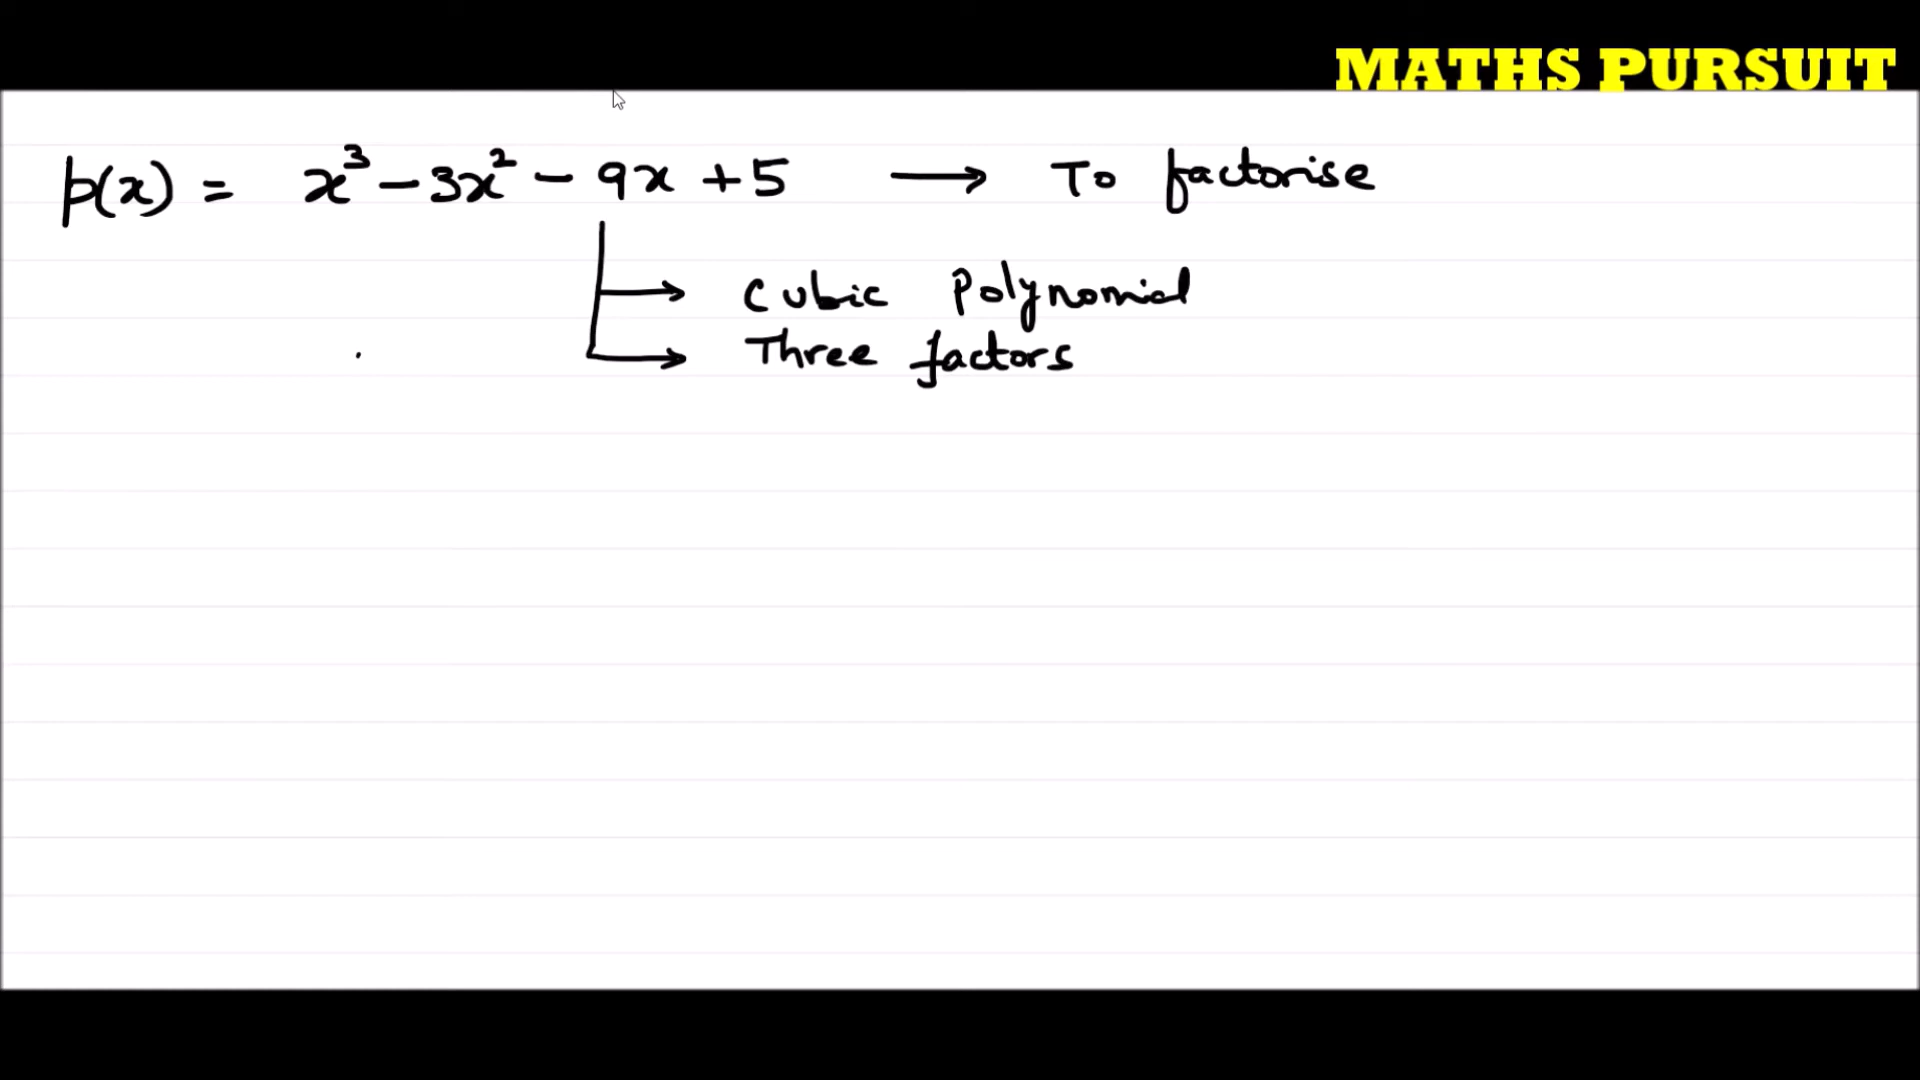 MATHS PURSUIT
p(x) = x³ - 3x² - 9x + 5 → To factorise
→ Cubic Polynomial
→ Three factors